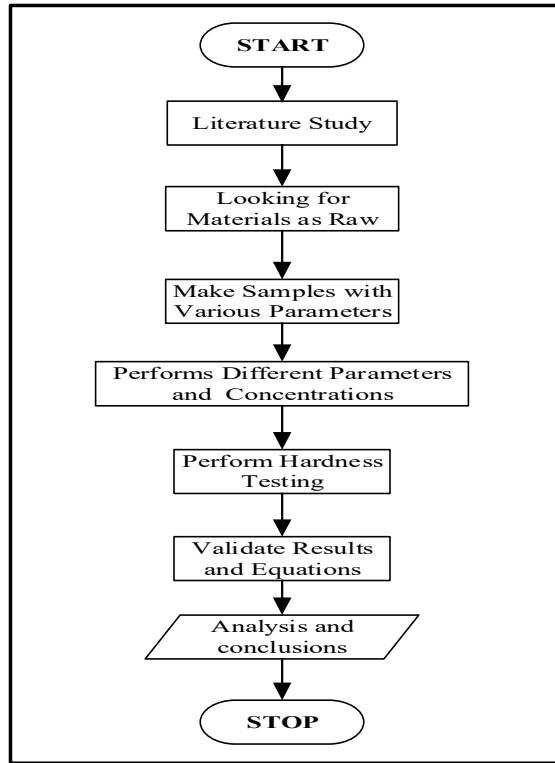 START
Literature Study
Looking for
Materials as Raw
Make Samples with
Various Parameters
Performs Different Parameters
and Concentrations
Perform Hardness
Testing
Validate Results
and Equations
Analysis and
conclusions
STOP